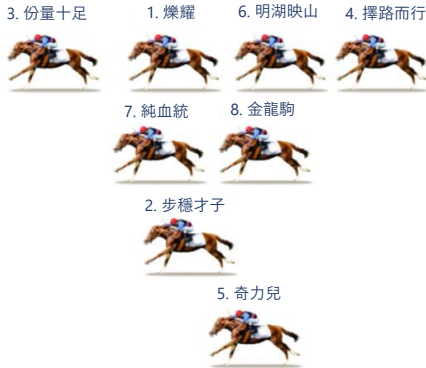 3. 份量十足
1. 爍耀
6. 明湖映山
4. 擇路而行
7. 純血統
8. 金龍駒
2. 步穩才子
5. 奇力兒